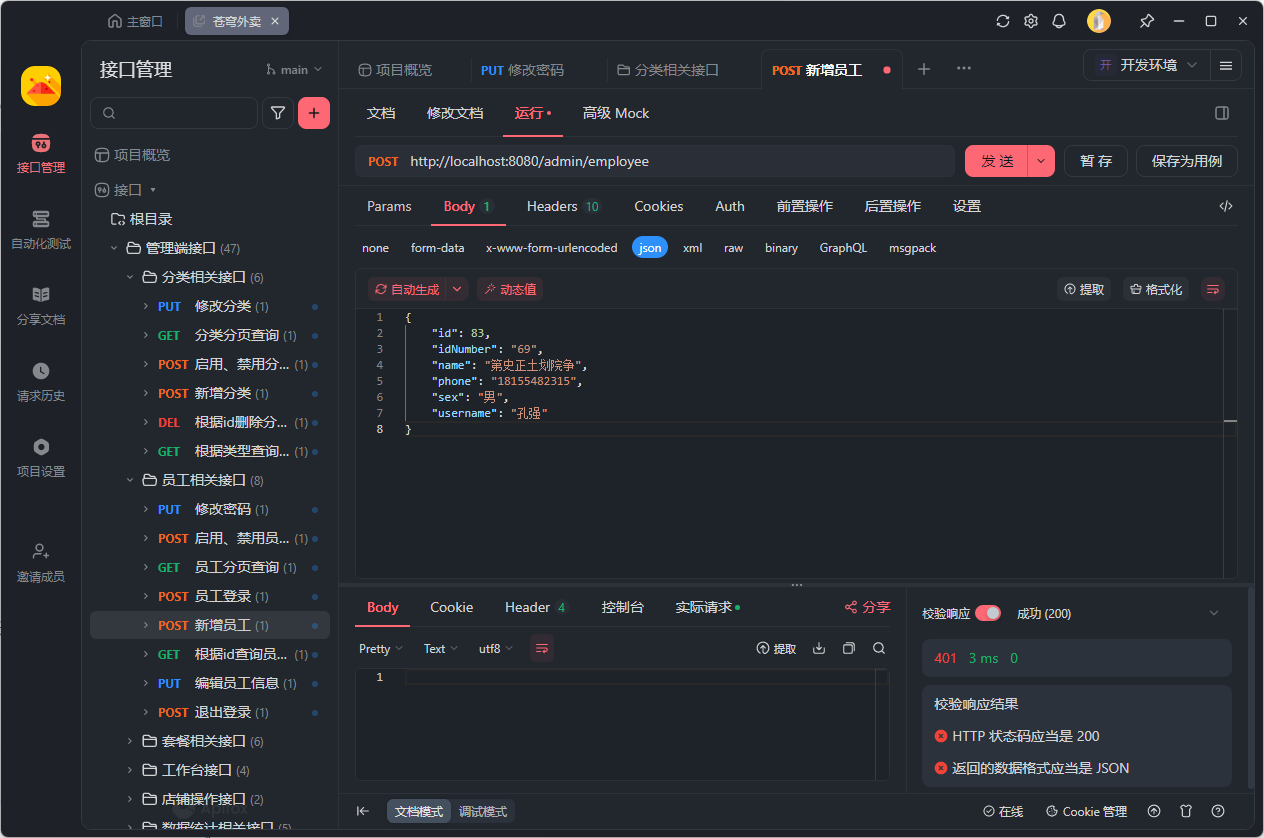 主窗口
苍穹外卖
接口管理
main
接口管理
自动化测试
分享文档
请求历史
项目设置
邀请成员
项目概览
接口
根目录
管理端接口 (47)
分类相关接口 (6)
PUT 修改分类 (1)
GET 分类分页查询 (1)
POST 启用、禁用分... (1)
POST 新增分类 (1)
DEL 根据id删除分... (1)
GET 根据类型查询... (1)
员工相关接口 (8)
PUT 修改密码 (1)
POST 启用、禁用员... (1)
GET 员工分页查询 (1)
POST 员工登录 (1)
POST 新增员工 (1)
GET 根据id查询员... (1)
PUT 编辑员工信息 (1)
POST 退出登录 (1)
套餐相关接口 (6)
工作台接口 (4)
店铺操作接口 (2)
数据统计相关接口 (5)
项目概览
PUT 修改密码
分类相关接口
POST 新增员工
开 开发环境
文档 修改文档 运行 高级 Mock
POST http://localhost:8080/admin/employee
发 送
暂 存
保存为用例
Params Body 1 Headers 10 Cookies Auth 前置操作 后置操作 设置
none form-data x-www-form-urlencoded json xml raw binary GraphQL msgpack
自动生成 动态值 提取 格式化
1 {
2 "id": 83,
3 "idNumber": "69",
4 "name": "第史正土划院争",
5 "phone": "18155482315",
6 "sex": "男",
7 "username": "孔强"
8 }
Body Cookie Header 4 控制台 实际请求 分享
Pretty Text utf8 提取
1
校验响应 成功 (200)
401 3 ms 0
校验响应结果
HTTP 状态码应当是 200
返回的数据格式应当是 JSON
文档模式 调试模式
在线 Cookie 管理